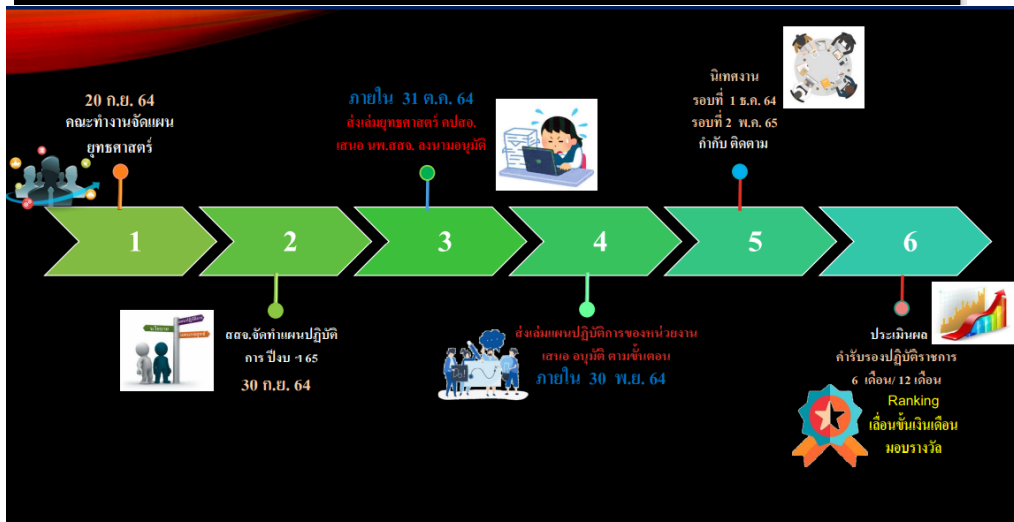 20 ก.ย. 64
คณะทำงานจัดแผน
ยุทธศาสตร์
ภายใน 31 ต.ค. 64
ส่งเล่มยุทธศาสตร์ คปสอ.
เสนอ นพ.สสจ. ลงนามอนุมัติ
นิเทศงาน
รอบที่ 1 ธ.ค. 64
รอบที่ 2 พ.ค. 65
กำกับ ติดตาม
1
2
3
4
5
6
สสจ.จัดทำแผนปฏิบัติ
การ ปีงบ ฯ 65
30 ก.ย. 64
ส่งเล่มแผนปฏิบัติการของหน่วยงาน
เสนอ อนุมัติ ตามขั้นตอน
ภายใน 30 พ.ย. 64
ประเมินผล
คำรับรองปฏิบัติราชการ
6 เดือน/ 12 เดือน
Ranking
เลื่อนขั้นเงินเดือน
มอบรางวัล